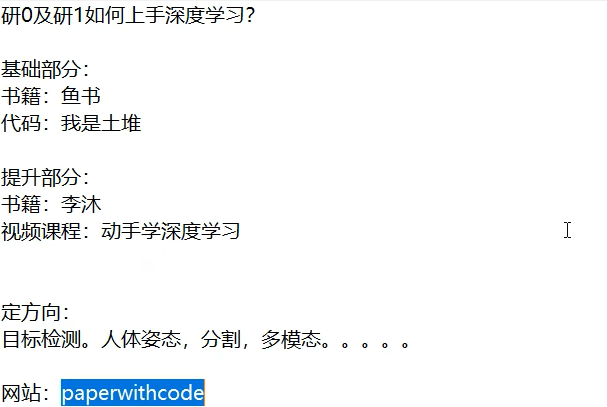 研0及研1如何上手深度学习？
基础部分：
书籍：鱼书
代码：我是土堆
提升部分：
书籍：李沐
视频课程：动手学深度学习
定方向：
目标检测。人体姿态，分割，多模态。。。。。
网站：paperwithcode